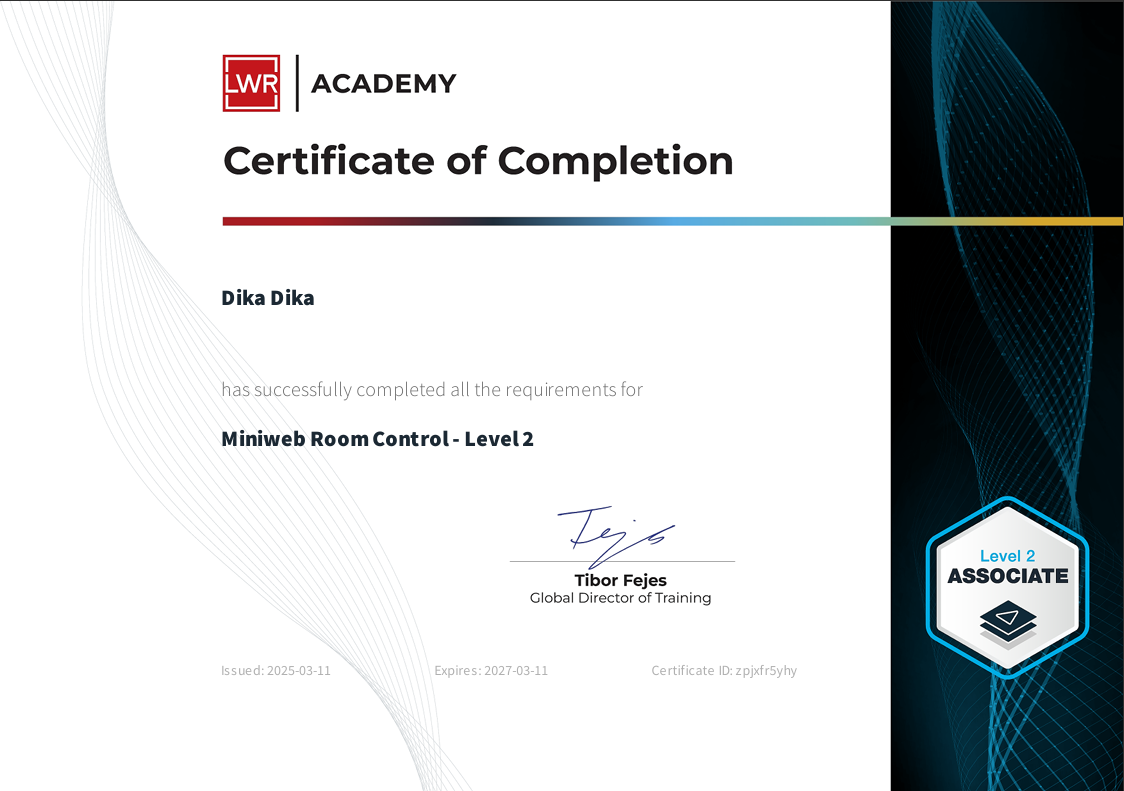 LWR ACADEMY
Certificate of Completion
Dika Dika
has successfully completed all the requirements for
Miniweb Room Control - Level 2
Tibor Fejes
Global Director of Training
Level 2
ASSOCIATE
Issued: 2025-03-11 Expires: 2027-03-11 Certificate ID: zpjxfr5yhy